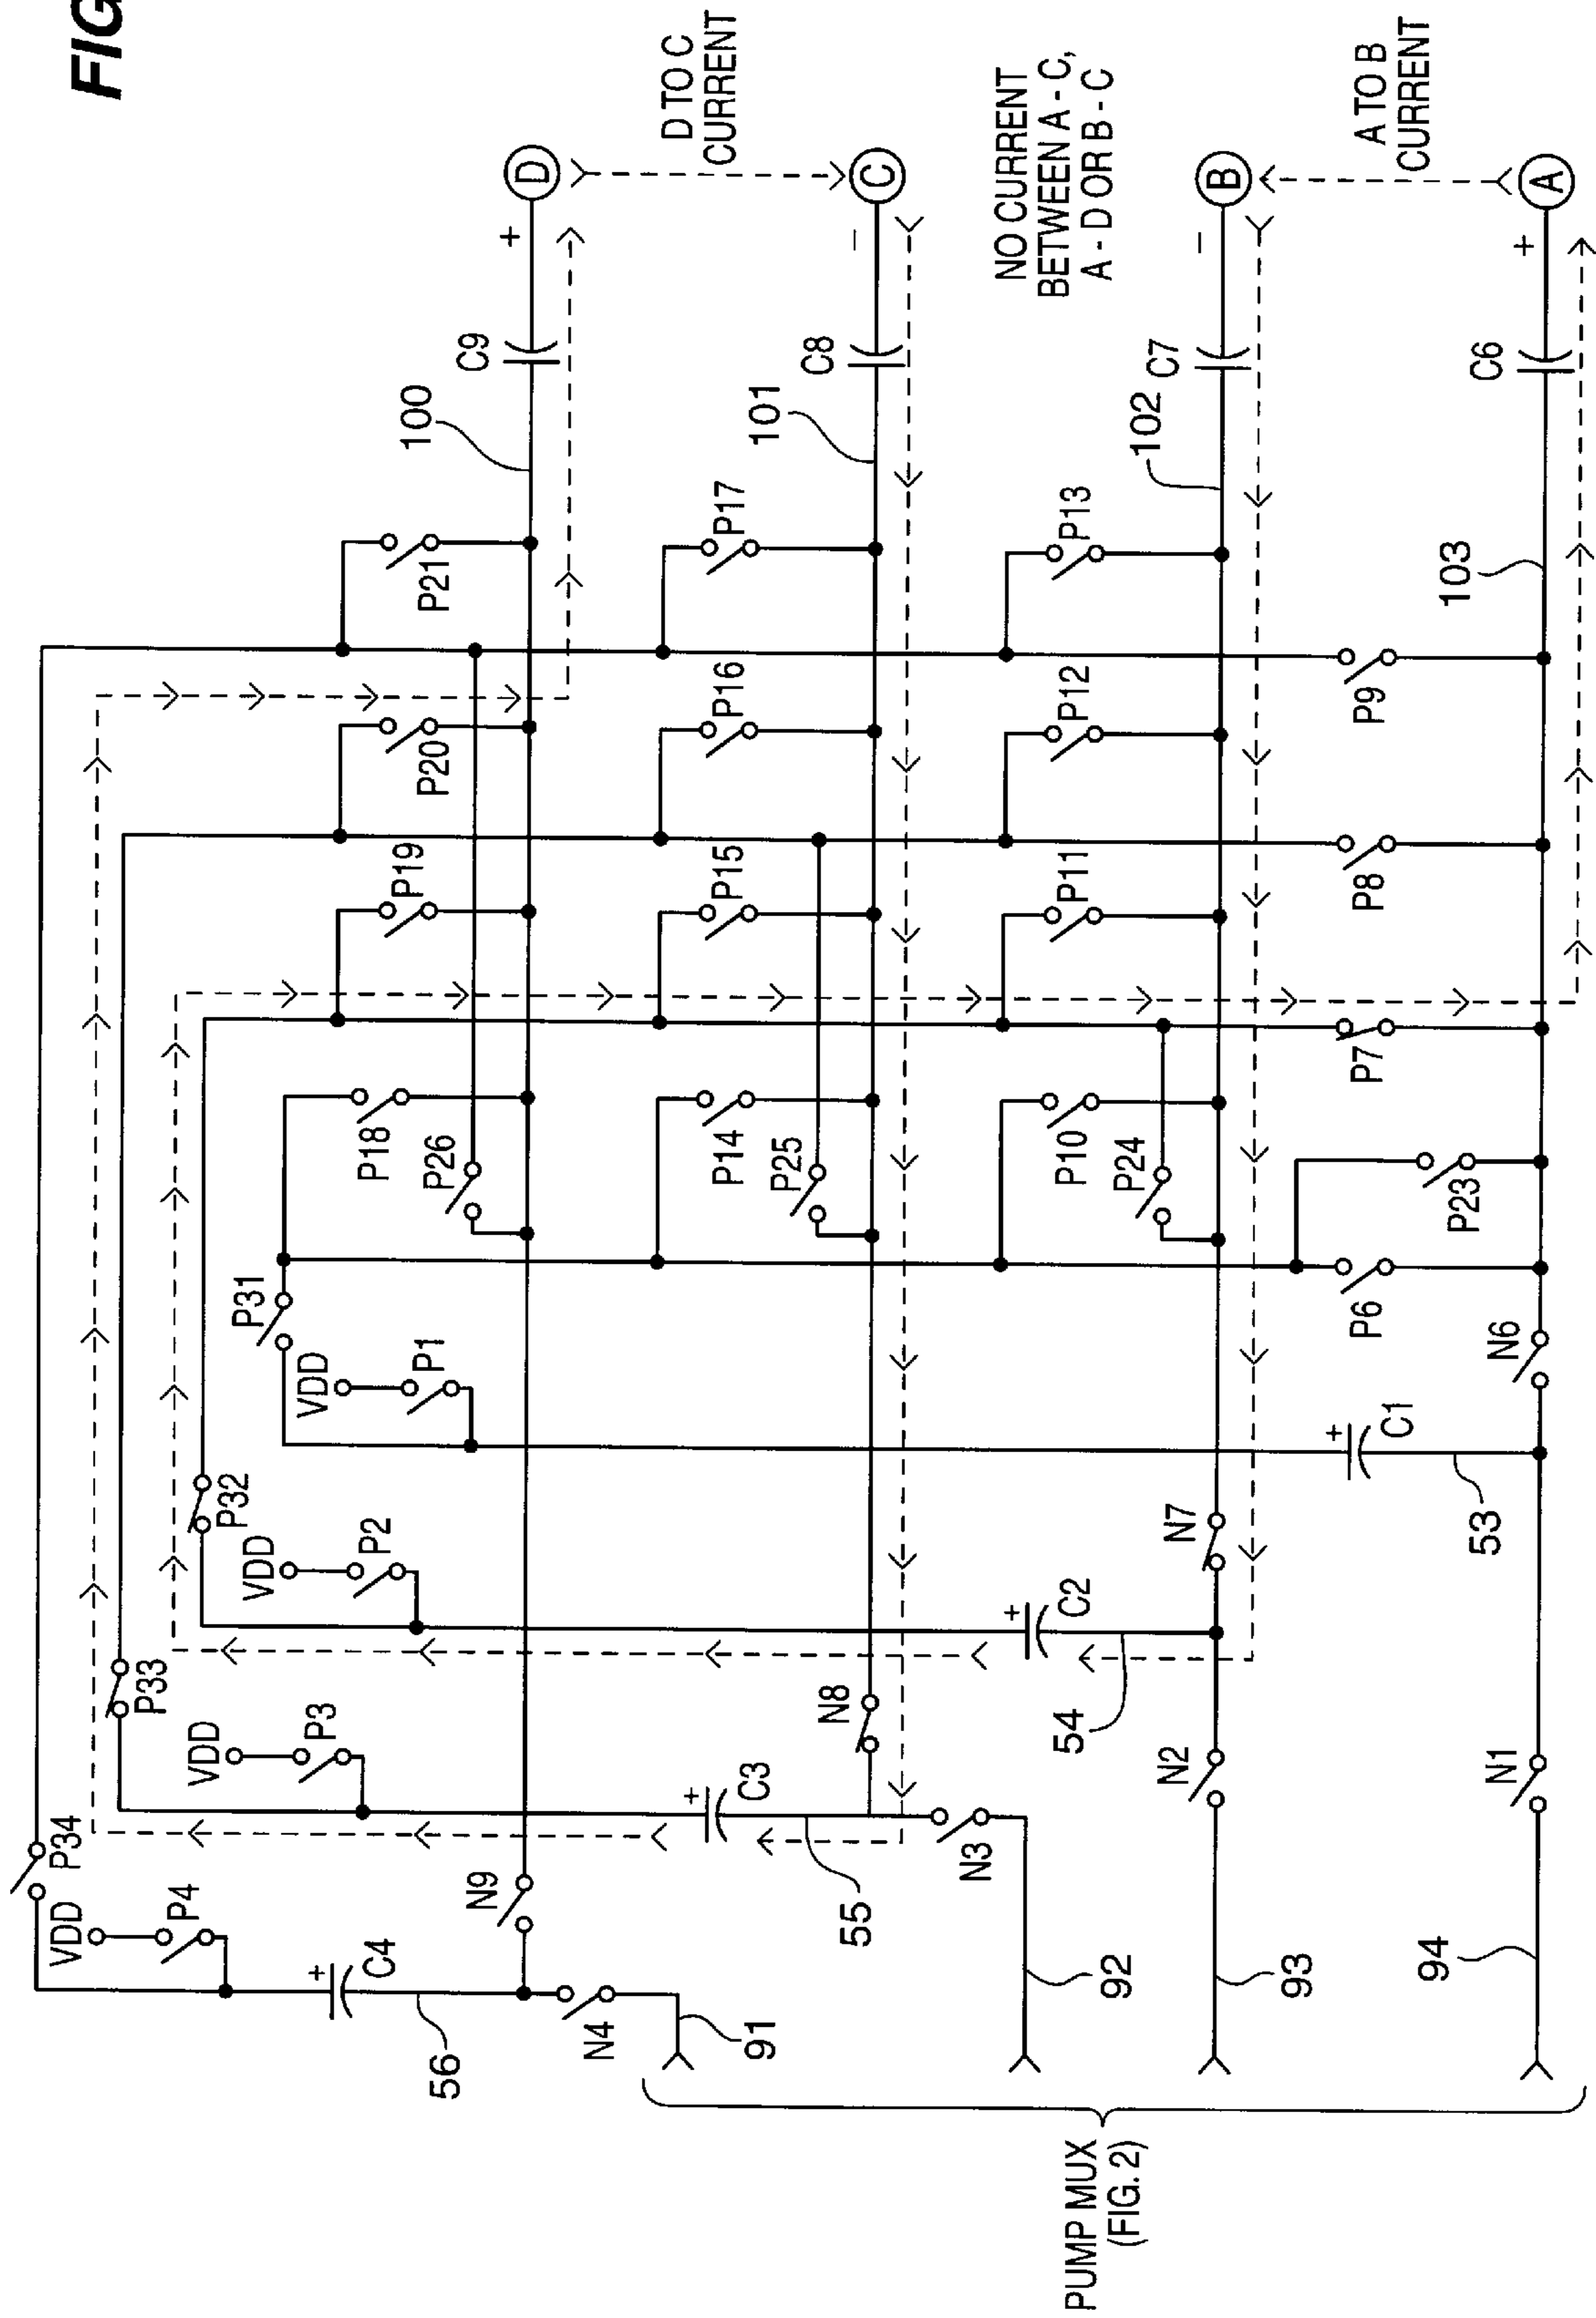 FIG
D TO C
CURRENT
NO CURRENT
BETWEEN A - C,
A - D OR B - C
A TO B
CURRENT
D
C
B
A
+
−
−
+
C9
C8
C7
C6
100
101
102
103
P21
P17
P13
P9
P20
P16
P12
P8
P19
P15
P11
P7
P18
P26
P14
P25
P10
P24
P23
P6
P31
VDD
P1
N6
+
C1
53
P32
VDD
P2
N7
+
C2
54
P33
VDD
P3
N8
+
C3
55
N2
N1
P34
VDD
P4
N9
N3
+
C4
56
N4
91
92
93
94
PUMP MUX
(FIG. 2)